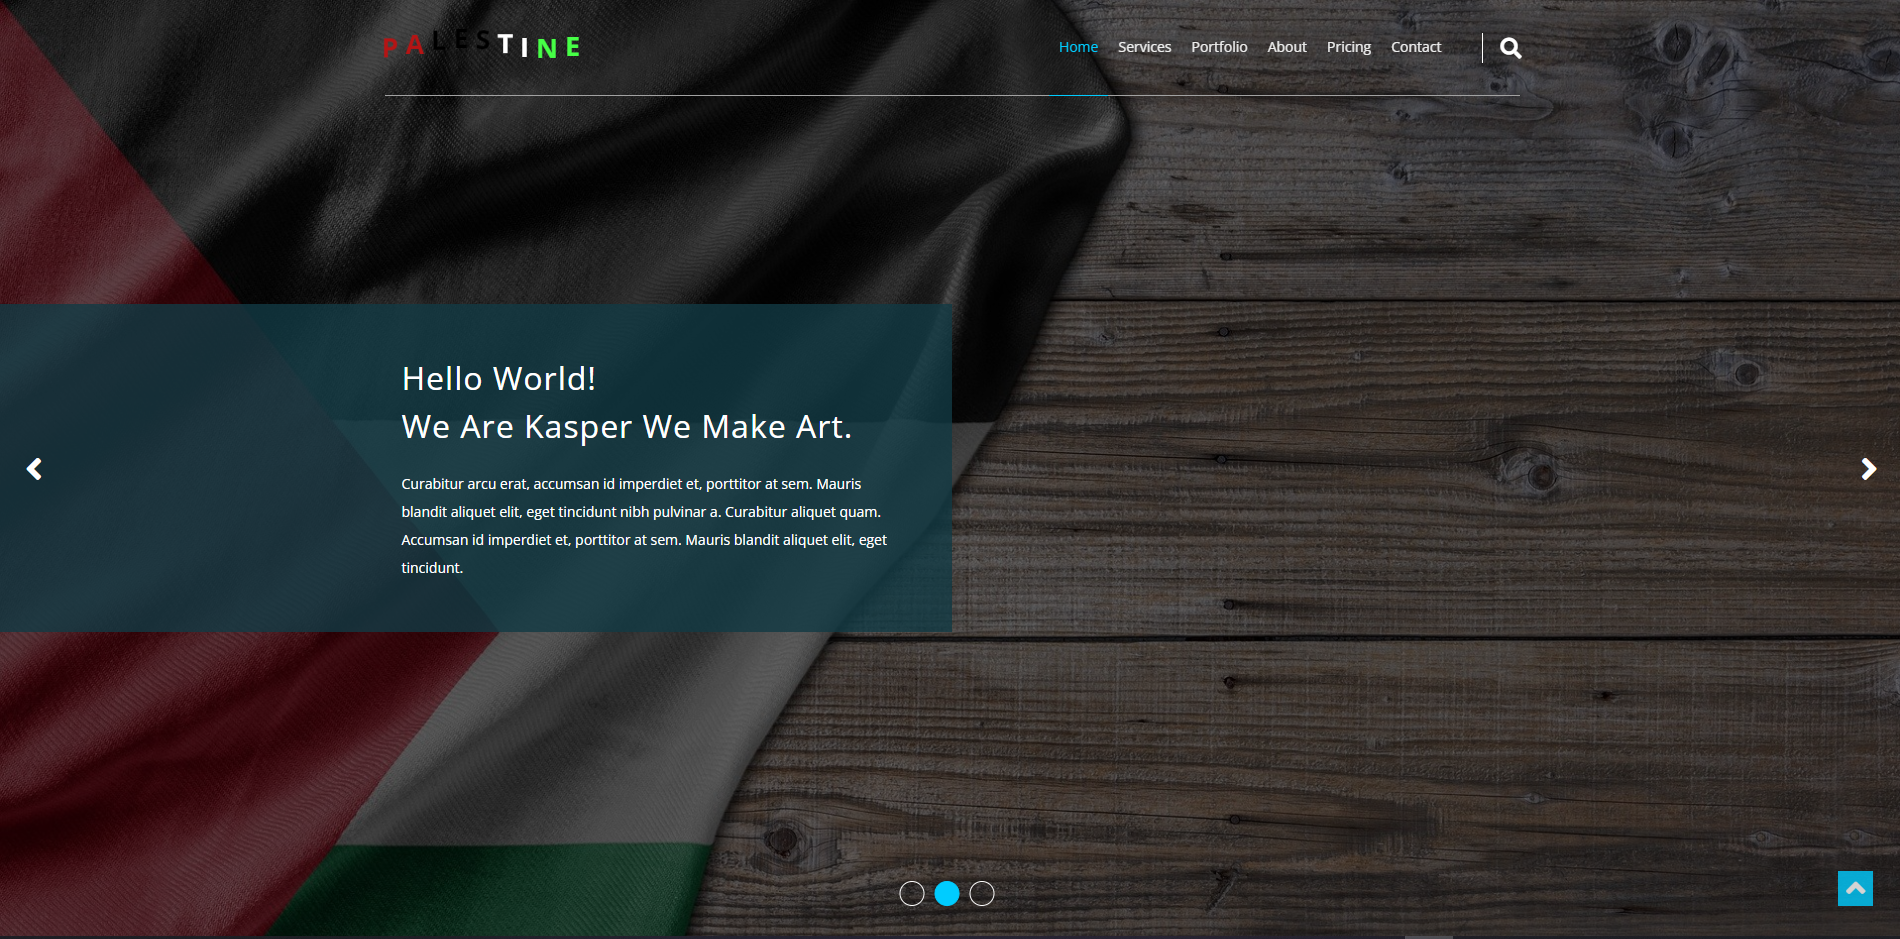 PALESTINE
Home Services Portfolio About Pricing Contact
Hello World!
We Are Kasper We Make Art.
Curabitur arcu erat, accumsan id imperdiet et, porttitor at sem. Mauris
blandit aliquet elit, eget tincidunt nibh pulvinar a. Curabitur aliquet quam.
Accumsan id imperdiet et, porttitor at sem. Mauris blandit aliquet elit, eget
tincidunt.